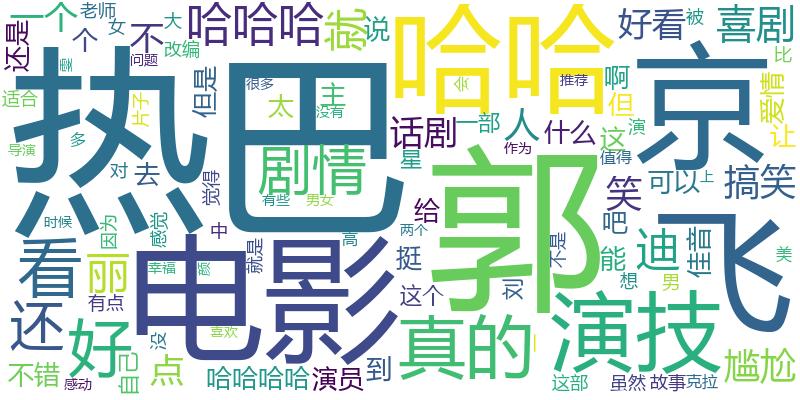 一个
老师
女
大
个
不
改编
还是
需
问题
哈哈哈
就
说
哈哈
好看
被
喜剧
适合
片子
但是
很多
太
主
没有
热巴
剧情
话剧
星
一部
人
作为
推荐
啊
但
什么
这
演
值得
京
比
爱情
让
导演
多
对
去
觉得
有些
男女
给
郭
笑
可以
上
搞笑
时候
因为
感觉
中
就是
高
两个
挺
不是
吧
能
迪
佳音
飞
美
看
丽
电影
幸福
颜
这个
刘
想
男
还
有点
好
没
喜欢
真的
演技
尴尬
不错
感动
自己
点
哈哈哈哈
演员
到
一
这部
虽然
故事
克拉